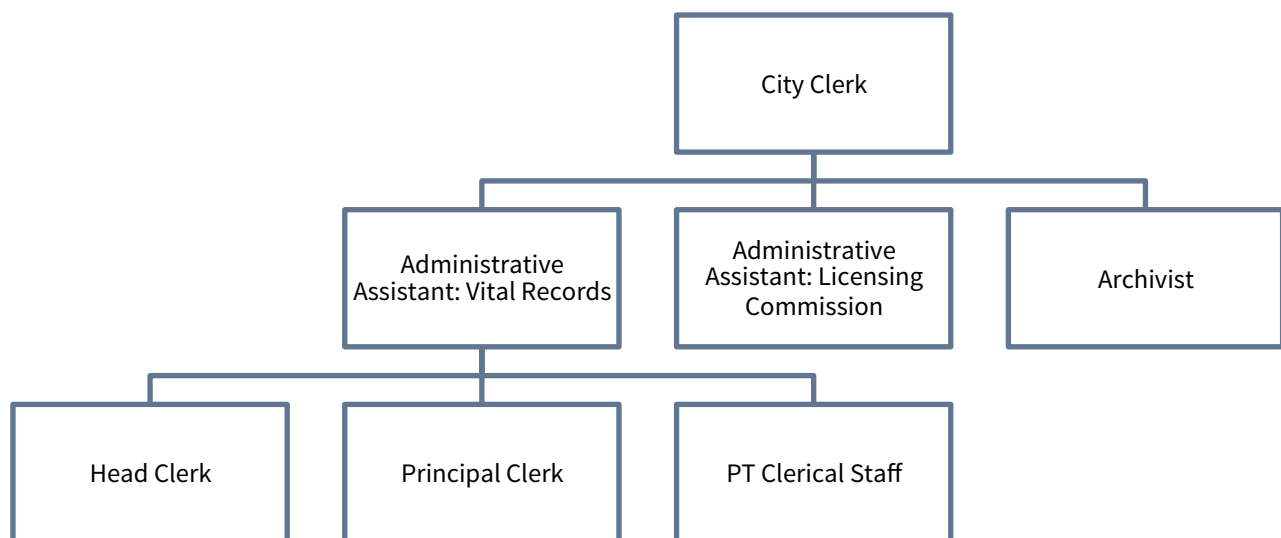 City Clerk
Administrative
Assistant: Vital Records
Administrative
Assistant: Licensing
Commission
Archivist
Head Clerk
Principal Clerk
PT Clerical Staff